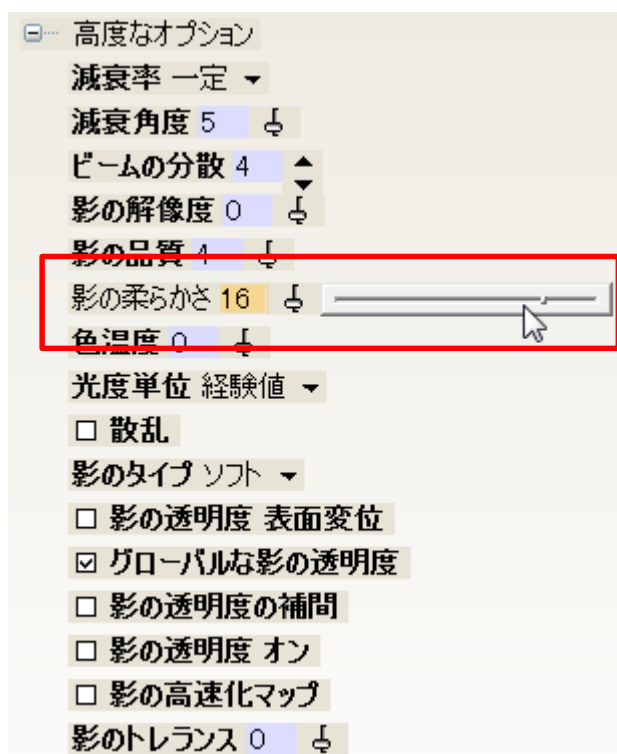 高度なオプション
減衰率 一定
減衰角度 5
ビームの分散 4
影の解像度 0
影の品質 4
影の柔らかさ 16
色温度 0
光度単位 経験値
散乱
影のタイプ ソフト
影の透明度 表面変位
グローバルな影の透明度
影の透明度の補間
影の透明度 オン
影の高速化マップ
影のトレランス 0